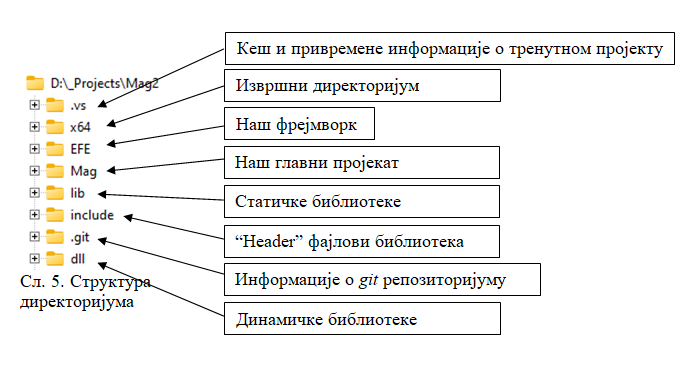 Кеш и привремене информације о тренутном пројекту
D:\_Projects\Mag2
Извршни директоријум
.vs
x64
Наш фрејмворк
EFE
Наш главни пројекат
Mag
lib
Статичке библиотеке
include
“Header” фајлови библиотека
.git
dll
Информације о git репозиторијуму
Сл. 5. Структура
директоријума
Динамичке библиотеке